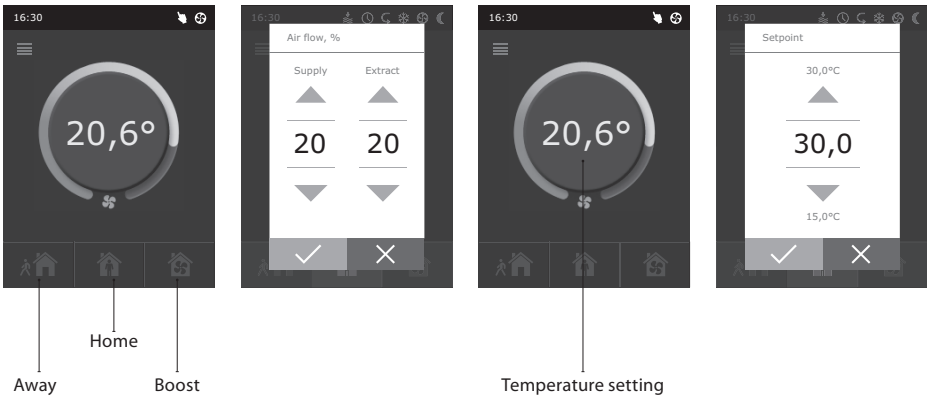 16:30
20,6°
16:30
Air flow, %
Supply Extract
20 20
16:30
20,6°
16:30
Setpoint
30,0°C
30,0
15,0°C
Home
Away
Boost
Temperature setting